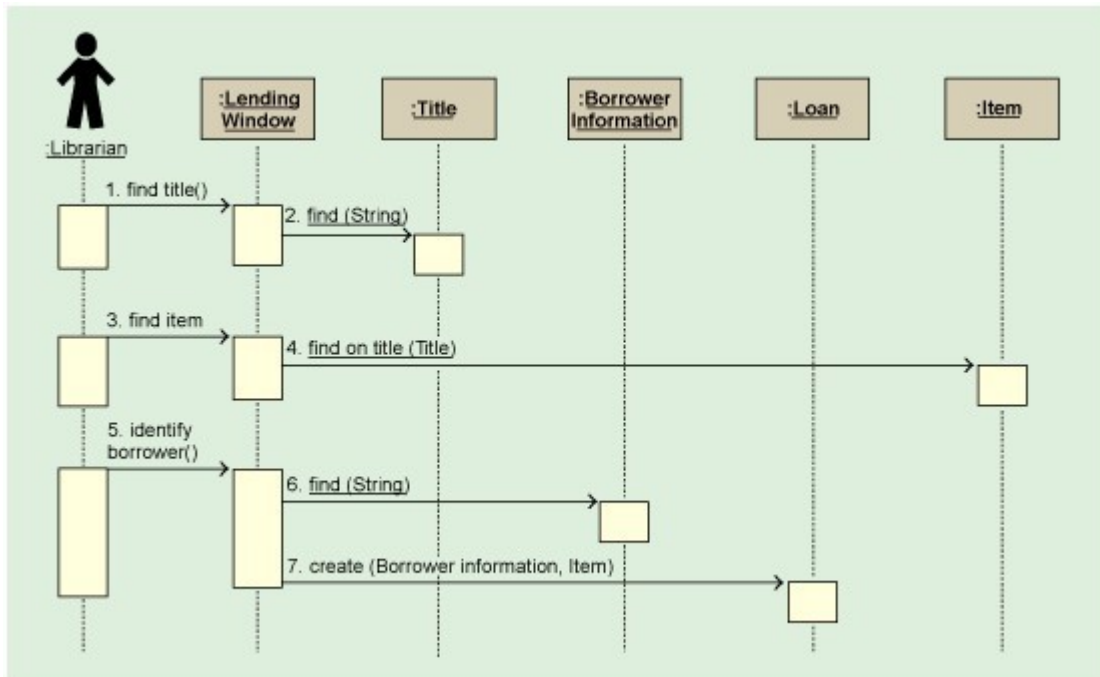 :Lending
Window
:Title
:Borrower
Information
:Loan
:Item
:Librarian
1. find title()
2. find (String)
3. find item
4. find on title (Title)
5. identify
borrower()
6. find (String)
7. create (Borrower information, Item)